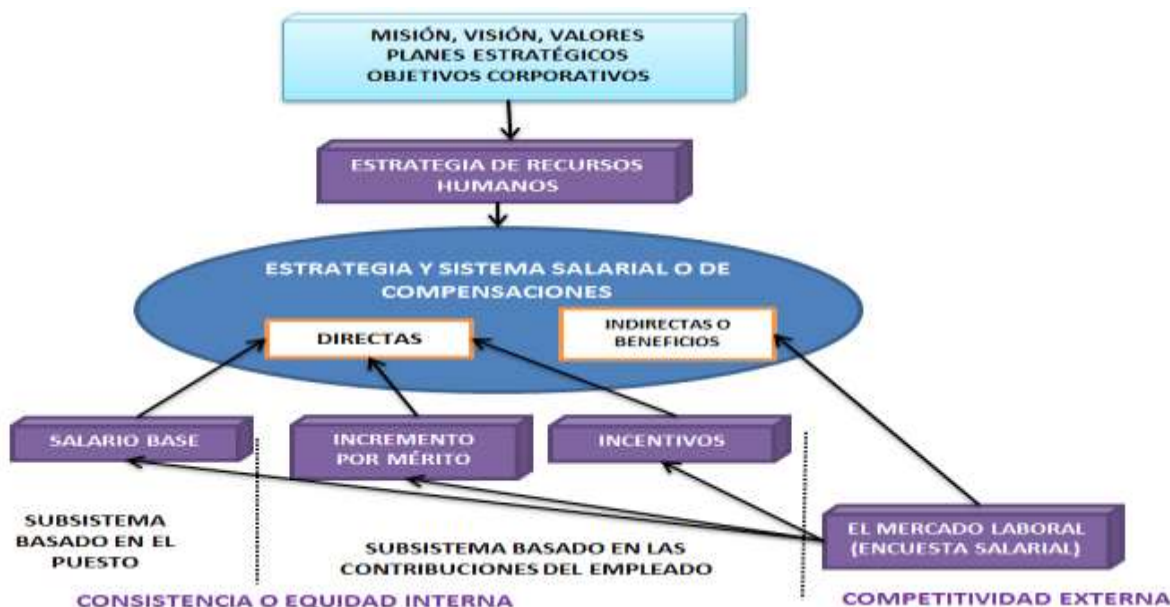 MISIÓN, VISIÓN, VALORES
PLANES ESTRATÉGICOS
OBJETIVOS CORPORATIVOS
ESTRATEGIA DE RECURSOS
HUMANOS
ESTRATEGIA Y SISTEMA SALARIAL O DE
COMPENSACIONES
DIRECTAS
INDIRECTAS O
BENEFICIOS
SALARIO BASE
INCREMENTO
POR MÉRITO
INCENTIVOS
SUBSISTEMA
BASADO EN EL
PUESTO
SUBSISTEMA BASADO EN LAS
CONTRIBUCIONES DEL EMPLEADO
EL MERCADO LABORAL
(ENCUESTA SALARIAL)
CONSISTENCIA O EQUIDAD INTERNA
COMPETITIVIDAD EXTERNA